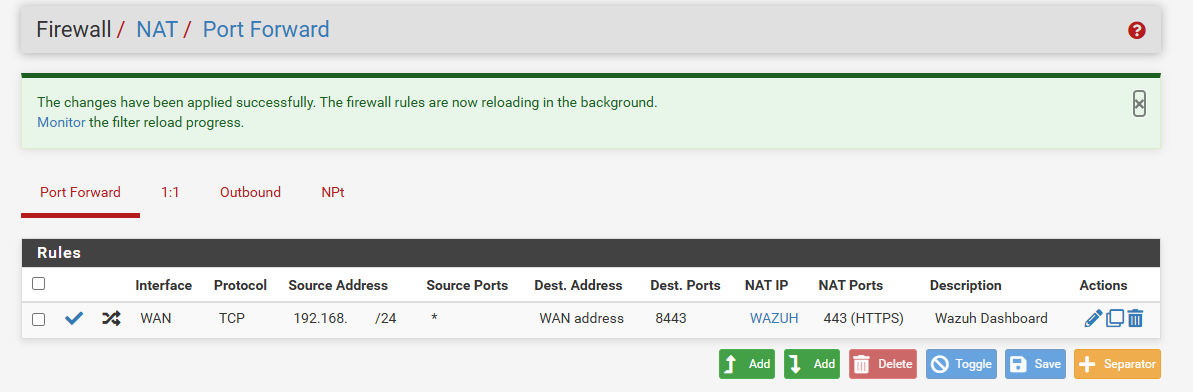 Firewall / NAT / Port Forward
The changes have been applied successfully. The firewall rules are now reloading in the background.
Monitor the filter reload progress.
Port Forward 1:1 Outbound NPt
Rules
Interface Protocol Source Address Source Ports Dest. Address Dest. Ports NAT IP NAT Ports Description Actions
WAN TCP 192.168. /24 * WAN address 8443 WAZUH 443 (HTTPS) Wazuh Dashboard
Add Add Delete Toggle Save Separator